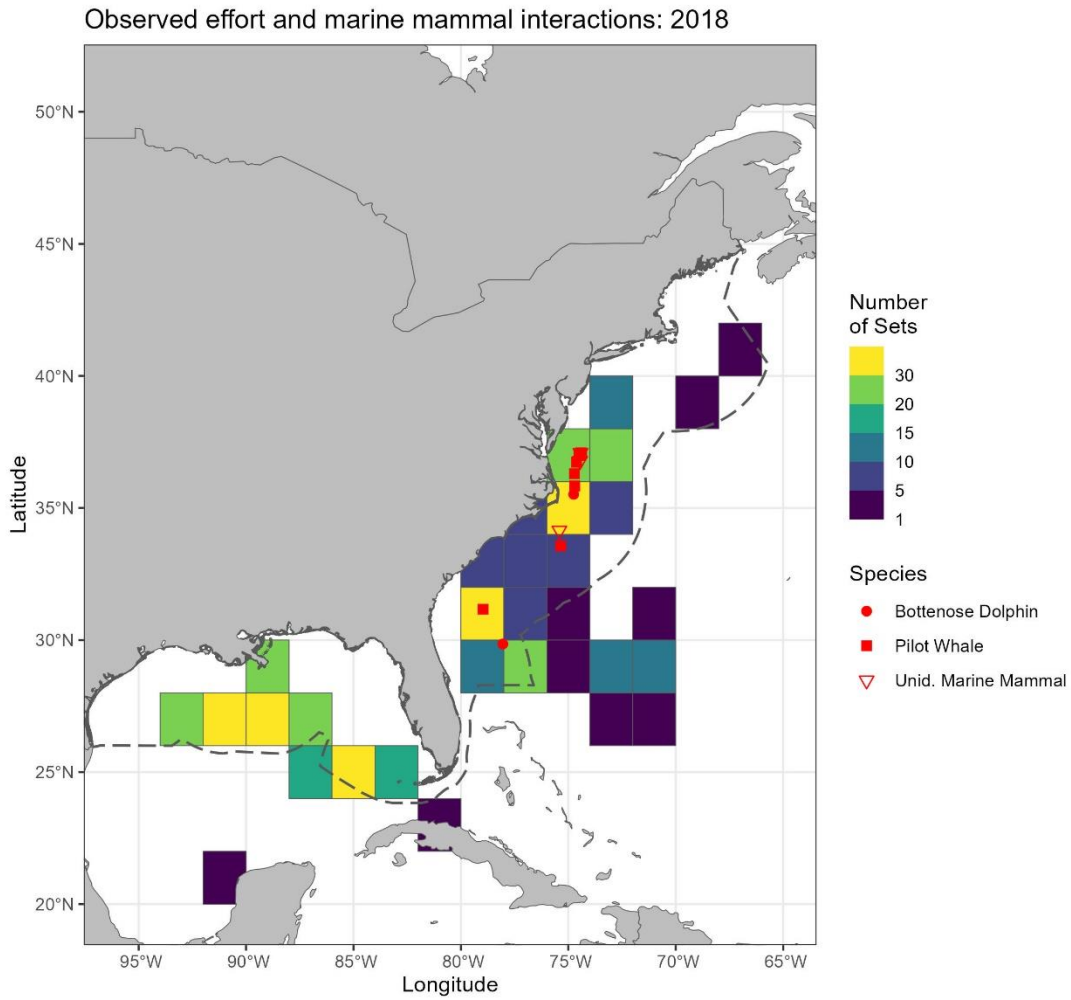 Observed effort and marine mammal interactions: 2018
50°N
45°N
40°N
35°N
30°N
25°N
20°N
Latitude
95°W 90°W 85°W 80°W 75°W 70°W 65°W
Longitude
Number
of Sets
30
20
15
10
5
1
Species
Bottenose Dolphin
Pilot Whale
Unid. Marine Mammal